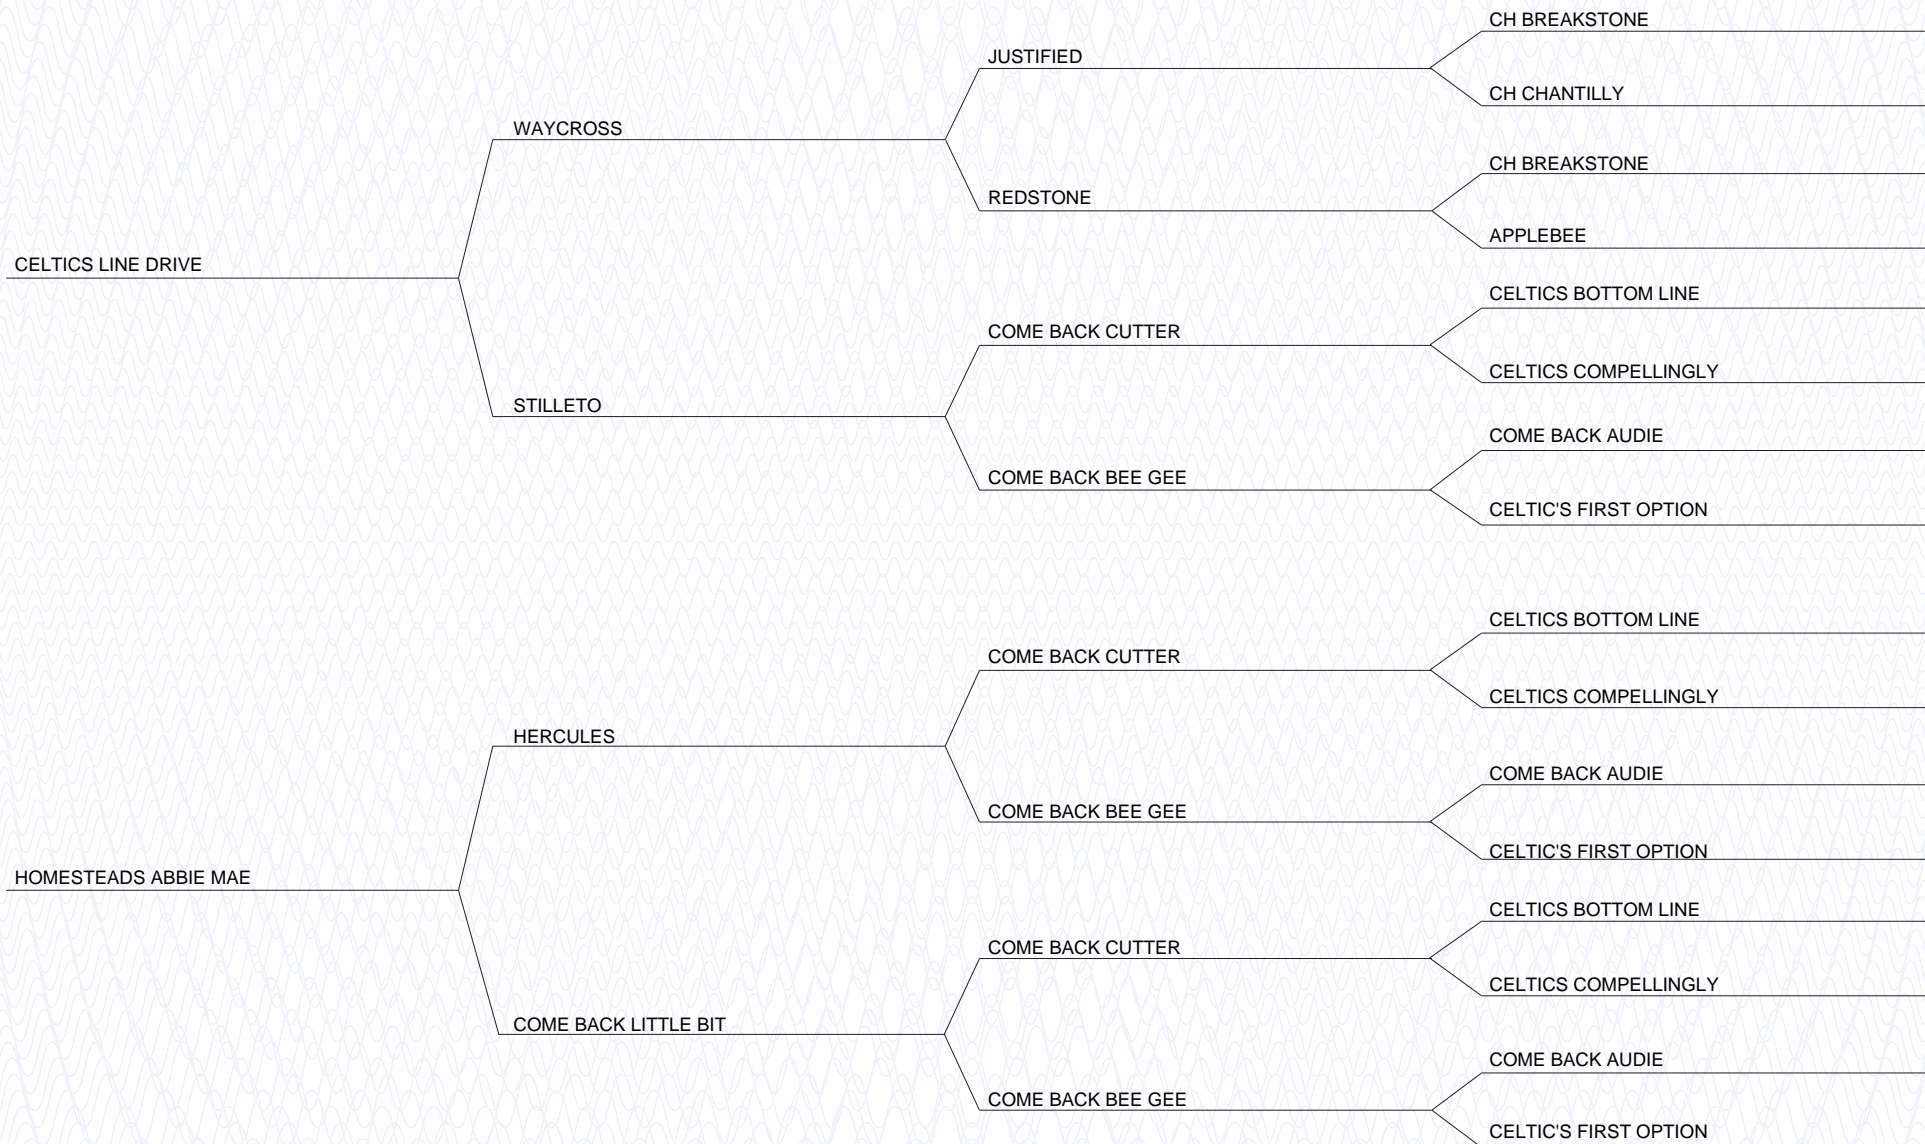 CH BREAKSTONE
JUSTIFIED
CH CHANTILLY
WAYCROSS
CH BREAKSTONE
REDSTONE
APPLEBEE
CELTICS LINE DRIVE
CELTICS BOTTOM LINE
COME BACK CUTTER
CELTICS COMPELLINGLY
STILLETO
COME BACK AUDIE
COME BACK BEE GEE
CELTIC'S FIRST OPTION
CELTICS BOTTOM LINE
COME BACK CUTTER
CELTICS COMPELLINGLY
HERCULES
COME BACK AUDIE
COME BACK BEE GEE
CELTIC'S FIRST OPTION
HOMESTEADS ABBIE MAE
CELTICS BOTTOM LINE
COME BACK CUTTER
CELTICS COMPELLINGLY
COME BACK LITTLE BIT
COME BACK AUDIE
COME BACK BEE GEE
CELTIC'S FIRST OPTION